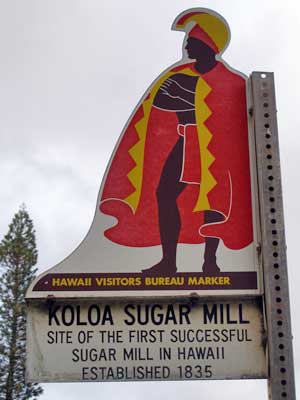 HAWAII VISITORS BUREAU MARKER
KOLOA SUGAR MILL
SITE OF THE FIRST SUCCESSFUL
SUGAR MILL IN HAWAII
ESTABLISHED 1835